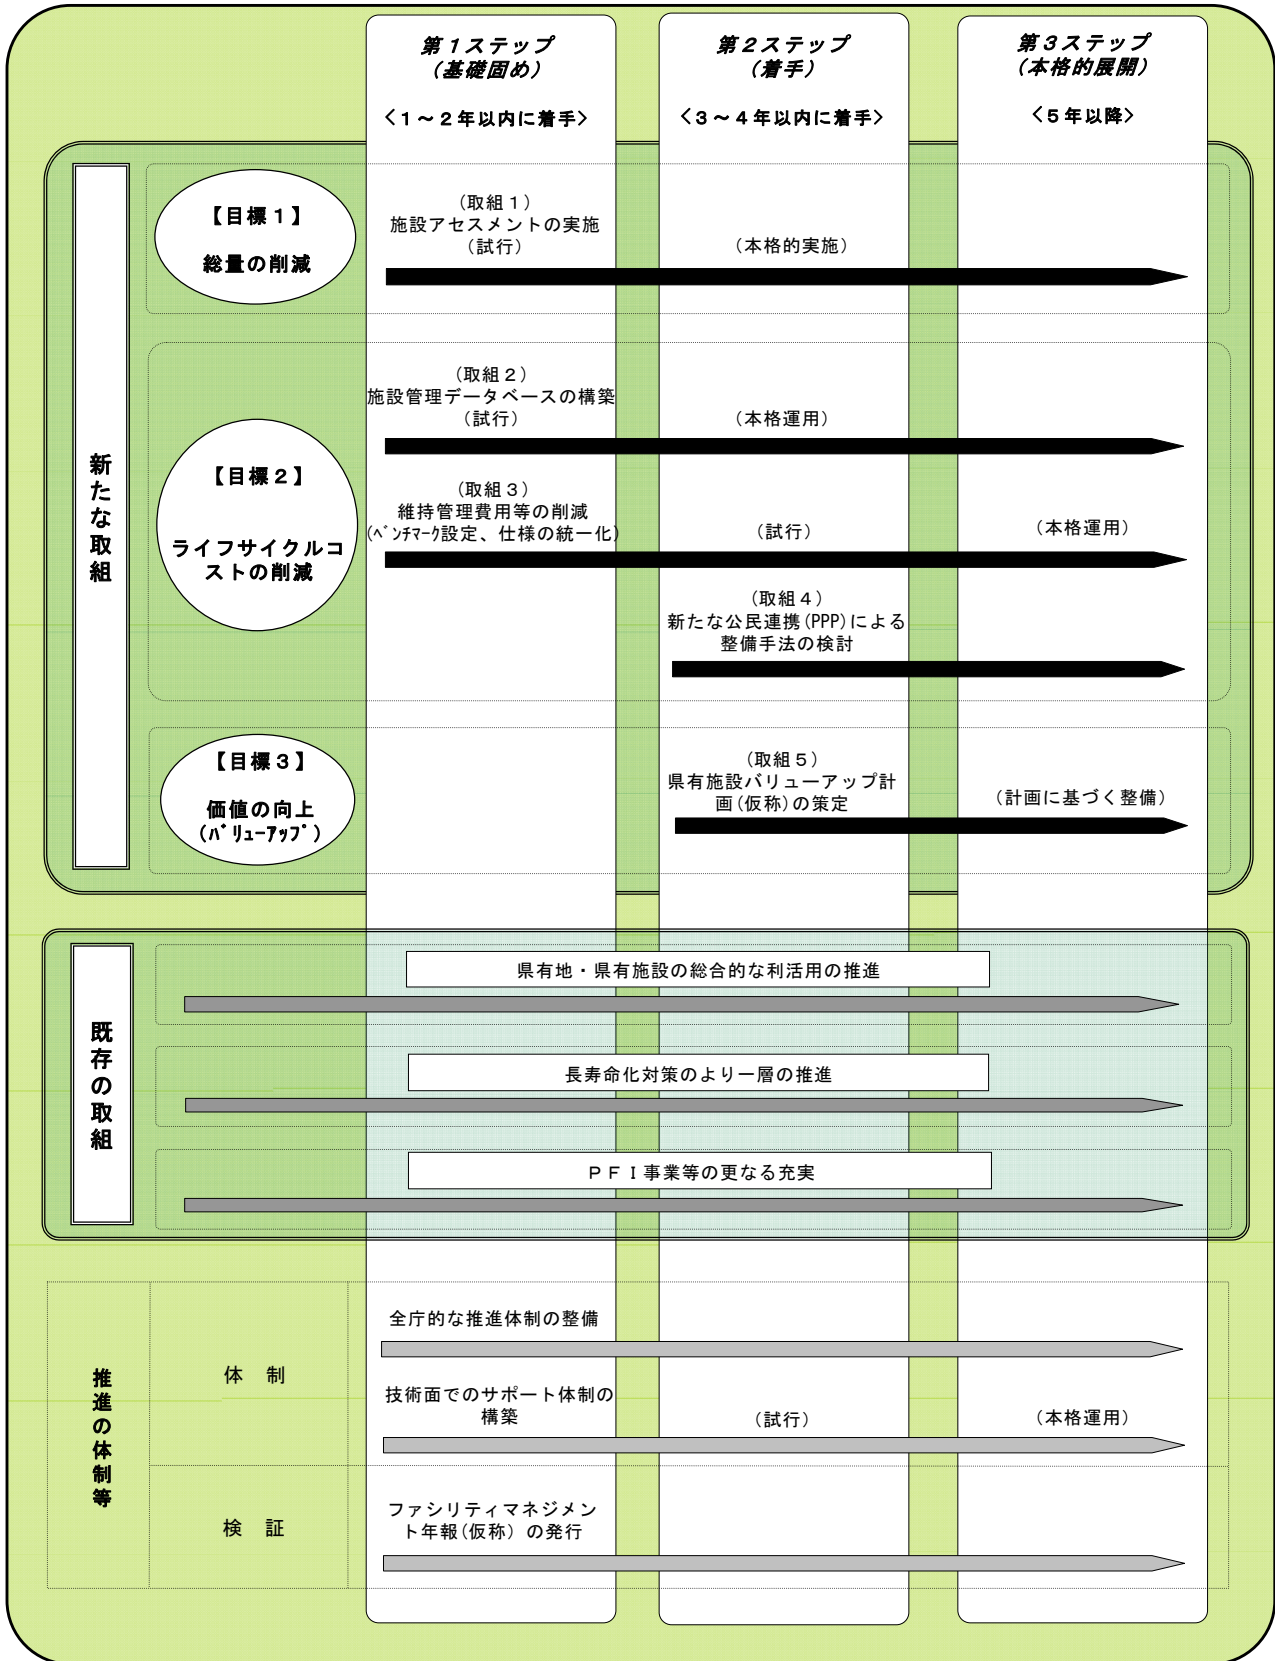 第１ステップ
（基礎固め）
＜１～２年以内に着手＞
第２ステップ
（着手）
＜３～４年以内に着手＞
第３ステップ
（本格的展開）
＜５年以降＞
新たな取組
【目標１】
総量の削減
（取組１）
施設アセスメントの実施
（試行）
（本格的実施）
【目標２】
ライフサイクルコ
ストの削減
（取組２）
施設管理データベースの構築
（試行）
（本格運用）
（取組３）
維持管理費用等の削減
(ﾍﾞﾝﾁﾏｰｸ設定、仕様の統一化)
（試行）
（本格運用）
（取組４）
新たな公民連携(PPP)による
整備手法の検討
【目標３】
価値の向上
（ﾊﾞﾘｭｰｱｯﾌﾟ）
（取組５）
県有施設バリューアップ計
画(仮称)の策定
（計画に基づく整備）
既存の取組
県有地・県有施設の総合的な利活用の推進
長寿命化対策のより一層の推進
ＰＦＩ事業等の更なる充実
推進の体制等
体　制
全庁的な推進体制の整備
技術面でのサポート体制の
構築
（試行）
（本格運用）
検　証
ファシリティマネジメン
ト年報(仮称）の発行